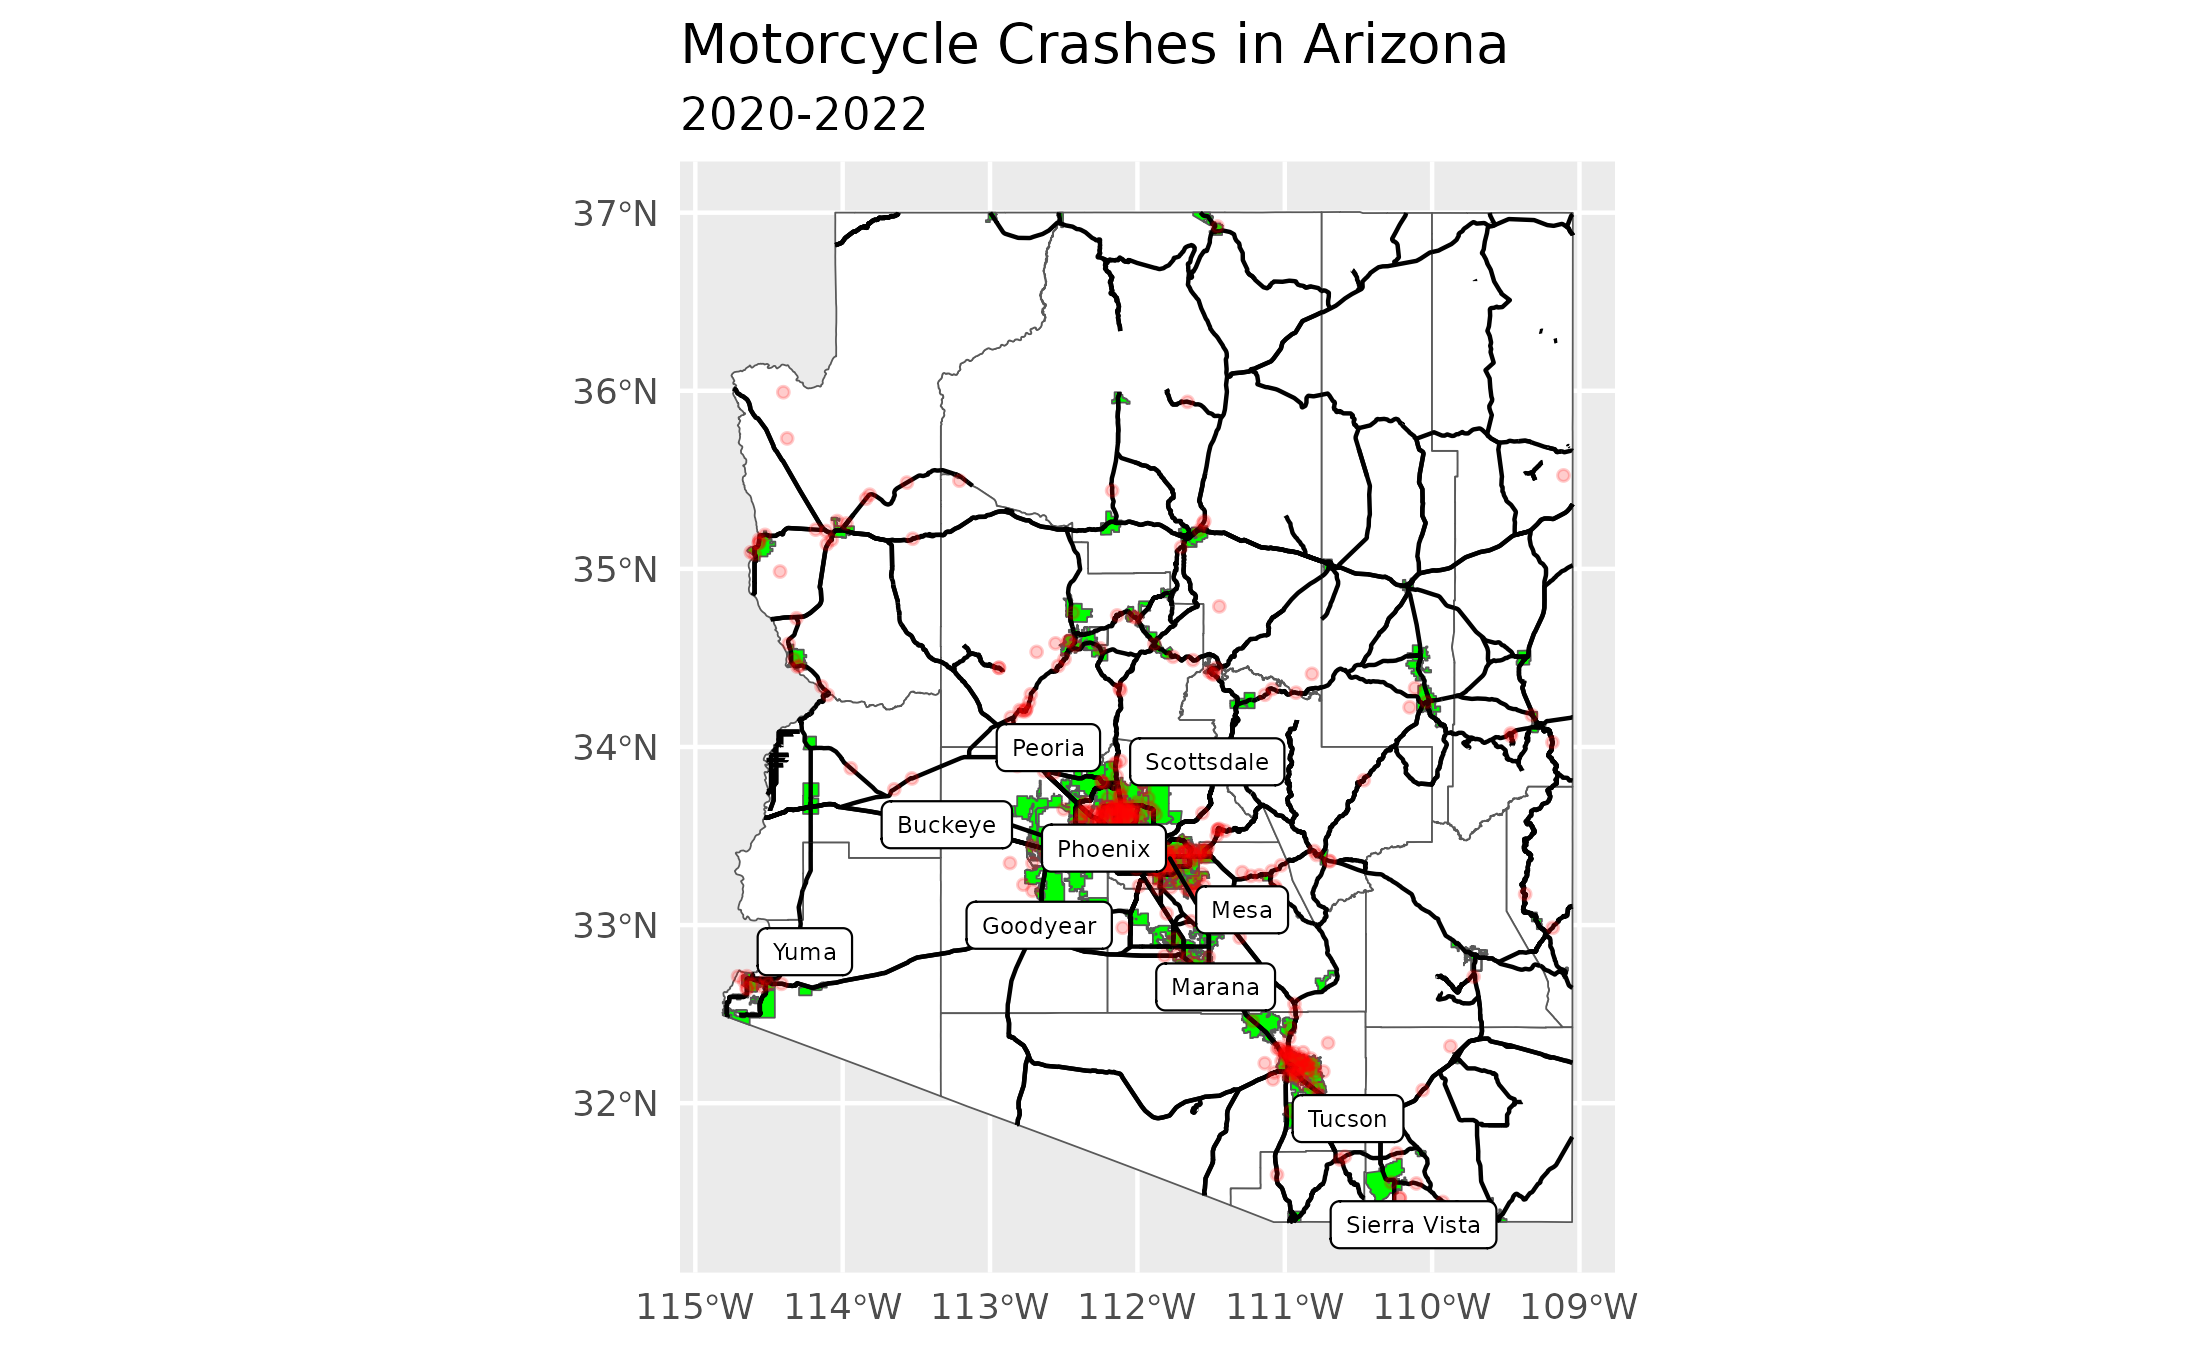 Motorcycle Crashes in Arizona
2020-2022
37°N
36°N
35°N
34°N
33°N
32°N
Peoria
Scottsdale
Buckeye
Phoenix
Mesa
Goodyear
Yuma
Marana
Tucson
Sierra Vista
115°W 114°W 113°W 112°W 111°W 110°W 109°W